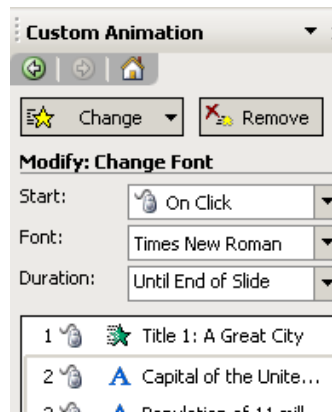 Custom Animation
Change Remove
Modify: Change Font
Start: On Click
Font: Times New Roman
Duration: Until End of Slide
1 Title 1: A Great City
2 Capital of the Unite...